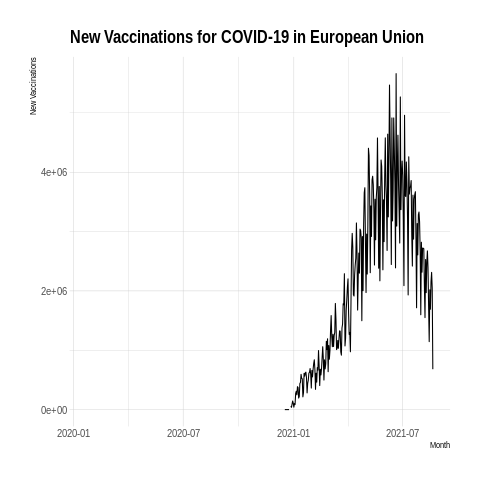 New Vaccinations for COVID-19 in European Union
New Vaccinations
4e+06
2e+06
0e+00
2020-01 2020-07 2021-01 2021-07
Month